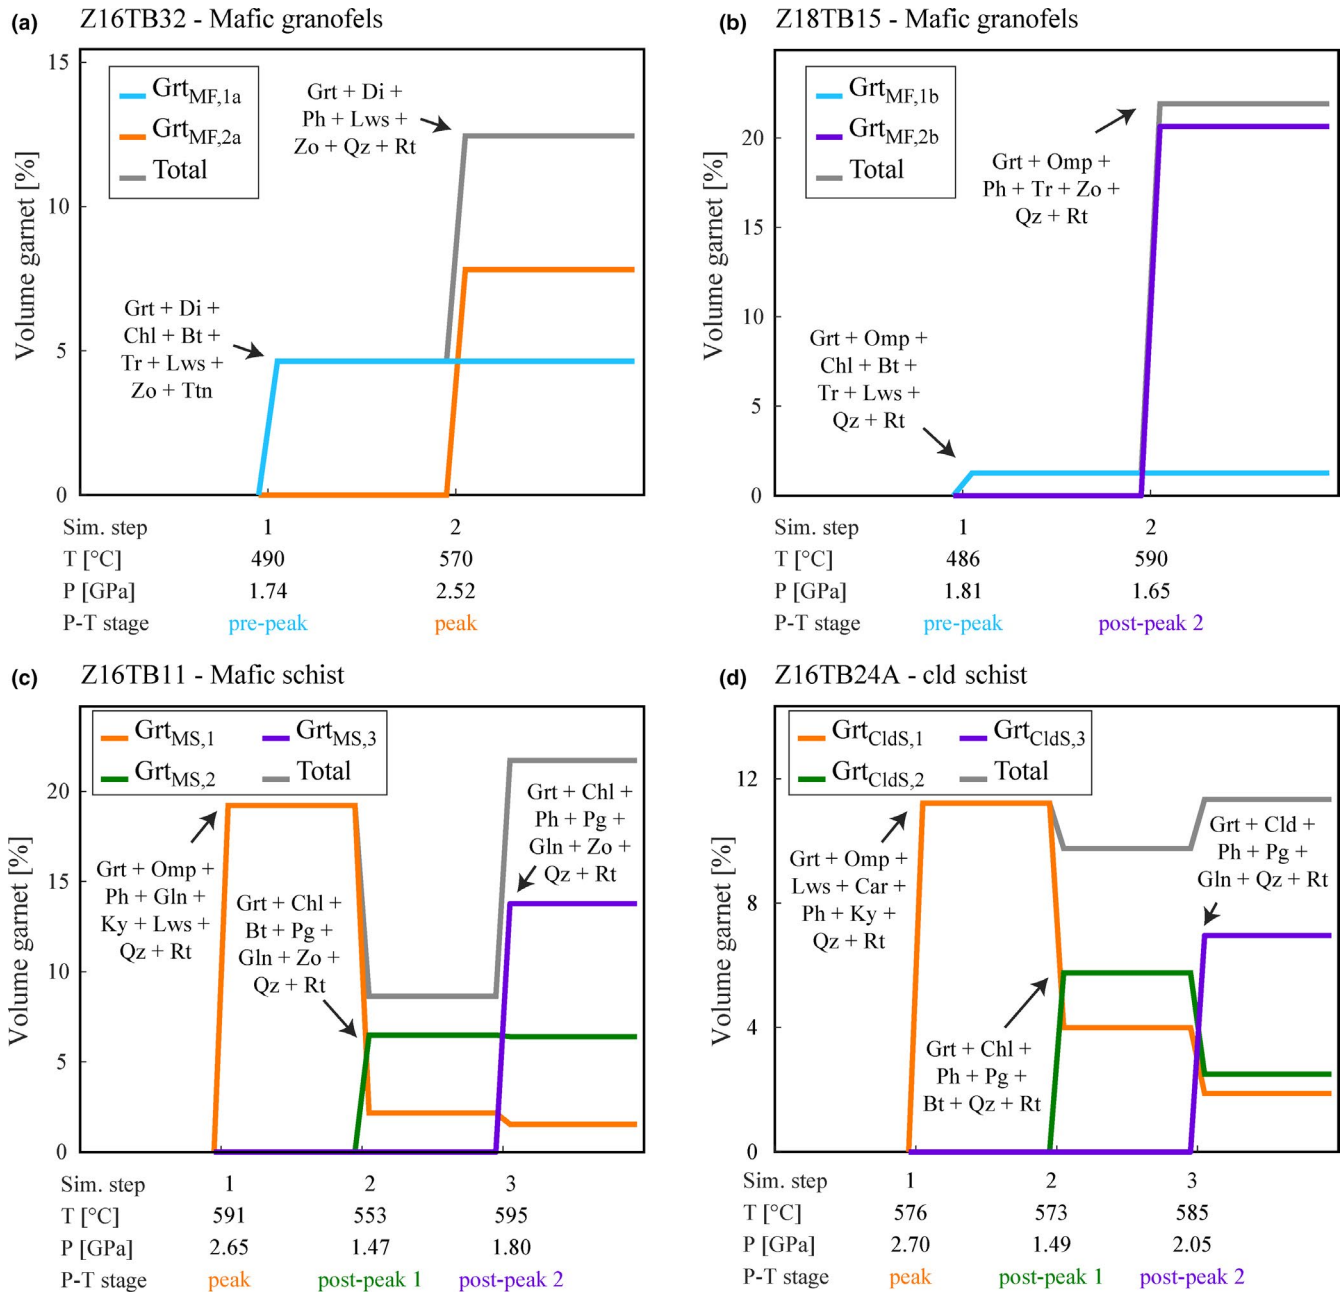 (a) Z16TB32 - Mafic granofels
15
10
5
0
Volume garnet [%]
Grt_MF,1a
Grt_MF,2a
Total
Grt + Di +
Ph + Lws +
Zo + Qz + Rt
Grt + Di +
Chl + Bt +
Tr + Lws +
Zo + Ttn
Sim. step 1 2
T [°C] 490 570
P [GPa] 1.74 2.52
P-T stage pre-peak peak
(b) Z18TB15 - Mafic granofels
20
15
10
5
0
Volume garnet [%]
Grt_MF,1b
Grt_MF,2b
Total
Grt + Omp +
Ph + Tr + Zo +
Qz + Rt
Grt + Omp +
Chl + Bt +
Tr + Lws +
Qz + Rt
Sim. step 1 2
T [°C] 486 590
P [GPa] 1.81 1.65
P-T stage pre-peak post-peak 2
(c) Z16TB11 - Mafic schist
20
15
10
5
0
Volume garnet [%]
Grt_MS,1 Grt_MS,3
Grt_MS,2 Total
Grt + Omp +
Ph + Gln +
Ky + Lws +
Qz + Rt
Grt + Chl +
Bt + Pg +
Gln + Zo +
Qz + Rt
Grt + Chl +
Ph + Pg +
Gln + Zo +
Qz + Rt
Sim. step 1 2 3
T [°C] 591 553 595
P [GPa] 2.65 1.47 1.80
P-T stage peak post-peak 1 post-peak 2
(d) Z16TB24A - cld schist
12
8
4
0
Volume garnet [%]
Grt_CldS,1 Grt_CldS,3
Grt_CldS,2 Total
Grt + Omp +
Lws + Car +
Ph + Ky +
Qz + Rt
Grt + Chl +
Ph + Pg +
Bt + Qz + Rt
Grt + Cld +
Ph + Pg +
Gln + Qz + Rt
Sim. step 1 2 3
T [°C] 576 573 585
P [GPa] 2.70 1.49 2.05
P-T stage peak post-peak 1 post-peak 2